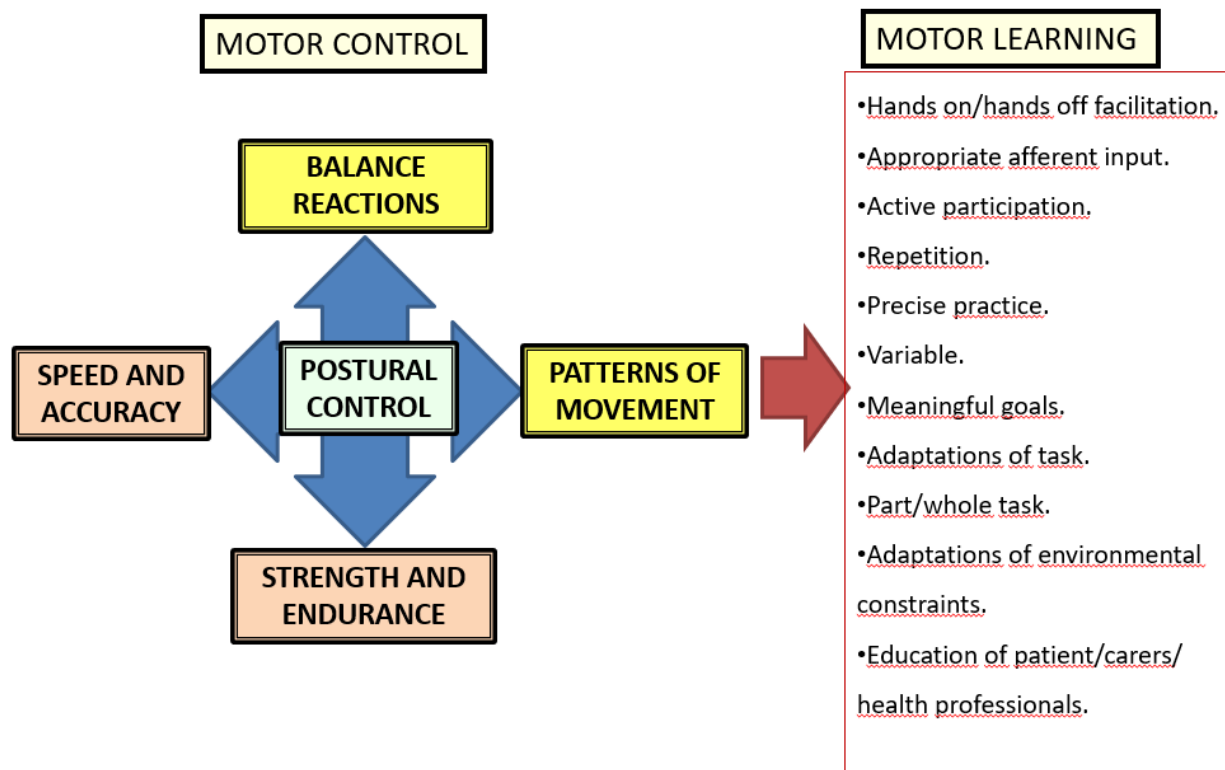 MOTOR CONTROL
BALANCE
REACTIONS
SPEED AND
ACCURACY
POSTURAL
CONTROL
PATTERNS OF
MOVEMENT
STRENGTH AND
ENDURANCE
MOTOR LEARNING
•Hands on/hands off facilitation.
•Appropriate afferent input.
•Active participation.
•Repetition.
•Precise practice.
•Variable.
•Meaningful goals.
•Adaptations of task.
•Part/whole task.
•Adaptations of environmental
constraints.
•Education of patient/carers/
health professionals.